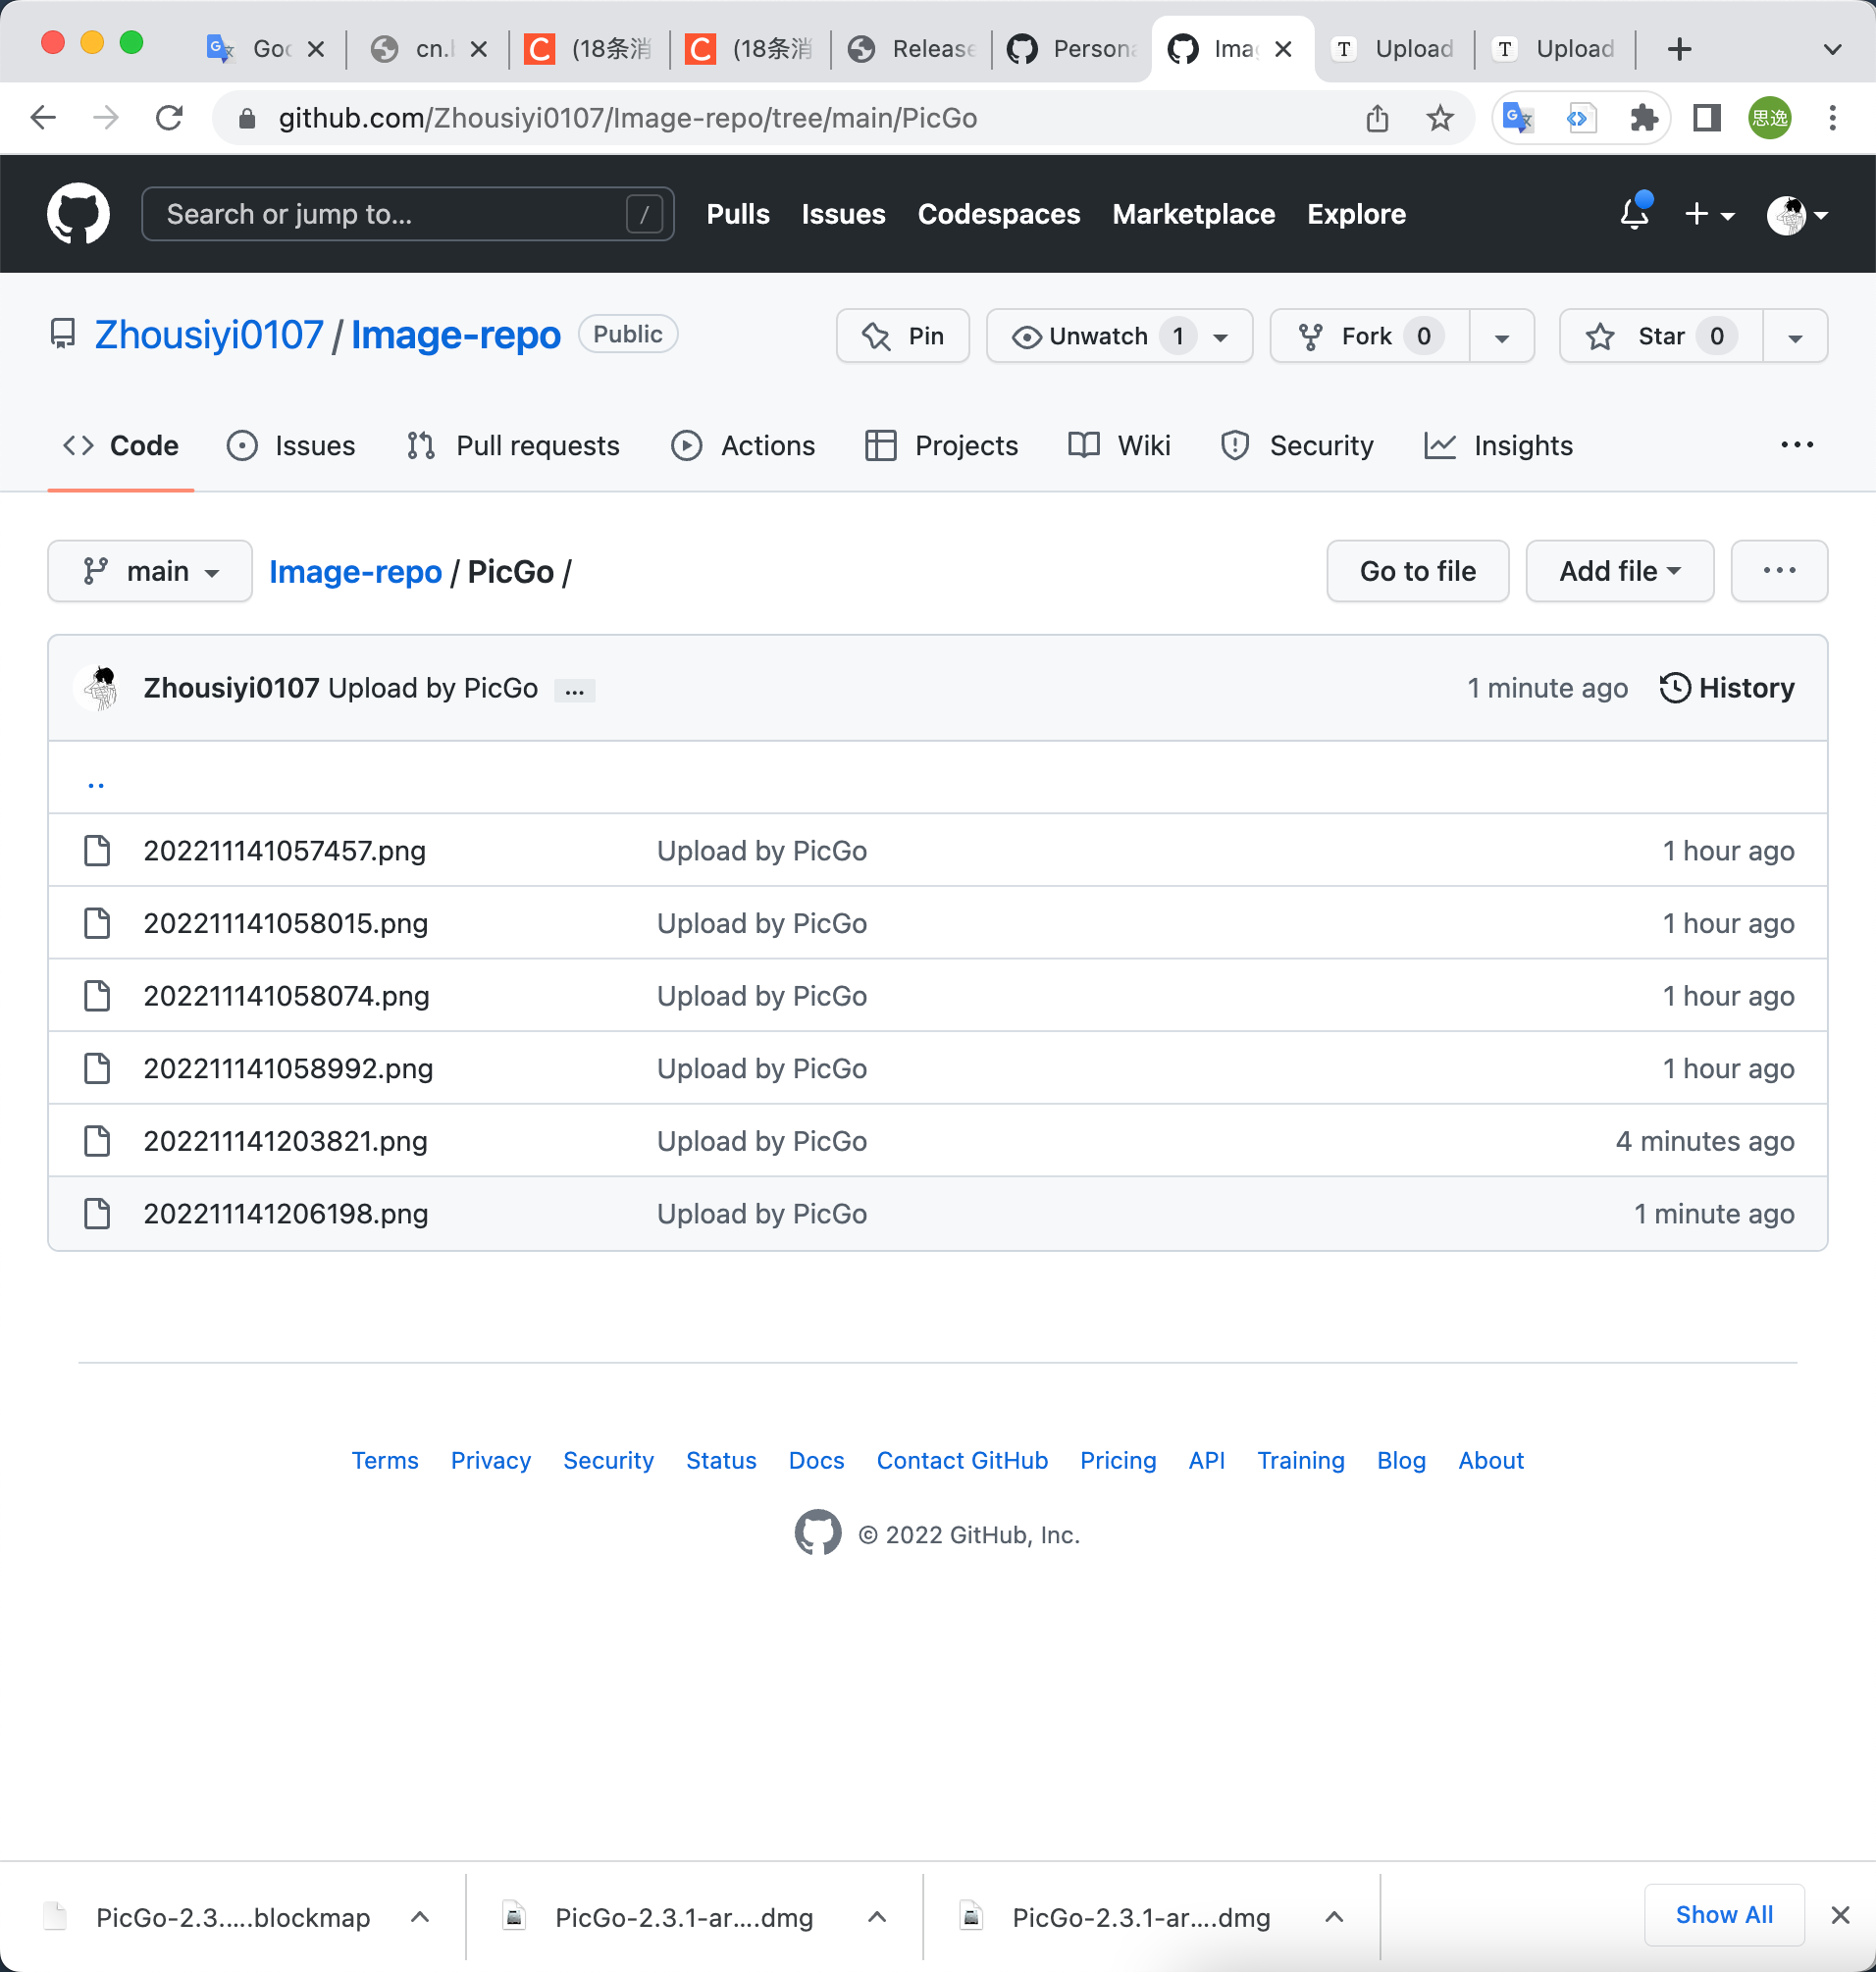 Goo cn. (18条消 (18条消 Release Persona Imag Upload Upload
github.com/Zhousiyi0107/Image-repo/tree/main/PicGo 思逸
Search or jump to... / Pulls Issues Codespaces Marketplace Explore
Zhousiyi0107 / Image-repo Public Pin Unwatch 1 Fork 0 Star 0
Code Issues Pull requests Actions Projects Wiki Security Insights ...
main Image-repo / PicGo / Go to file Add file ...
Zhousiyi0107 Upload by PicGo ... 1 minute ago History
..
202211141057457.png Upload by PicGo 1 hour ago
202211141058015.png Upload by PicGo 1 hour ago
202211141058074.png Upload by PicGo 1 hour ago
202211141058992.png Upload by PicGo 1 hour ago
202211141203821.png Upload by PicGo 4 minutes ago
202211141206198.png Upload by PicGo 1 minute ago
Terms Privacy Security Status Docs Contact GitHub Pricing API Training Blog About
© 2022 GitHub, Inc.
PicGo-2.3.....blockmap PicGo-2.3.1-ar....dmg PicGo-2.3.1-ar....dmg Show All